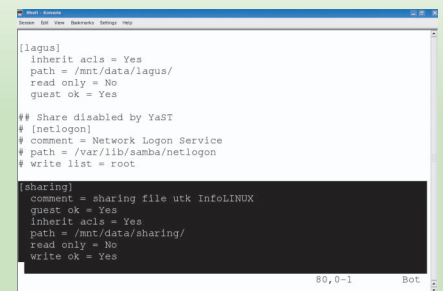 Shell - Konsole
Session Edit View Bookmarks Settings Help
[lagus]
inherit acls = Yes
path = /mnt/data/lagus/
read only = No
guest ok = Yes
## Share disabled by YaST
# [netlogon]
# comment = Network Logon Service
# path = /var/lib/samba/netlogon
# write list = root
[sharing]
comment = sharing file utk InfoLINUX
guest ok = Yes
inherit acls = Yes
path = /mnt/data/sharing/
read only = No
write ok = Yes
80,0-1 Bot